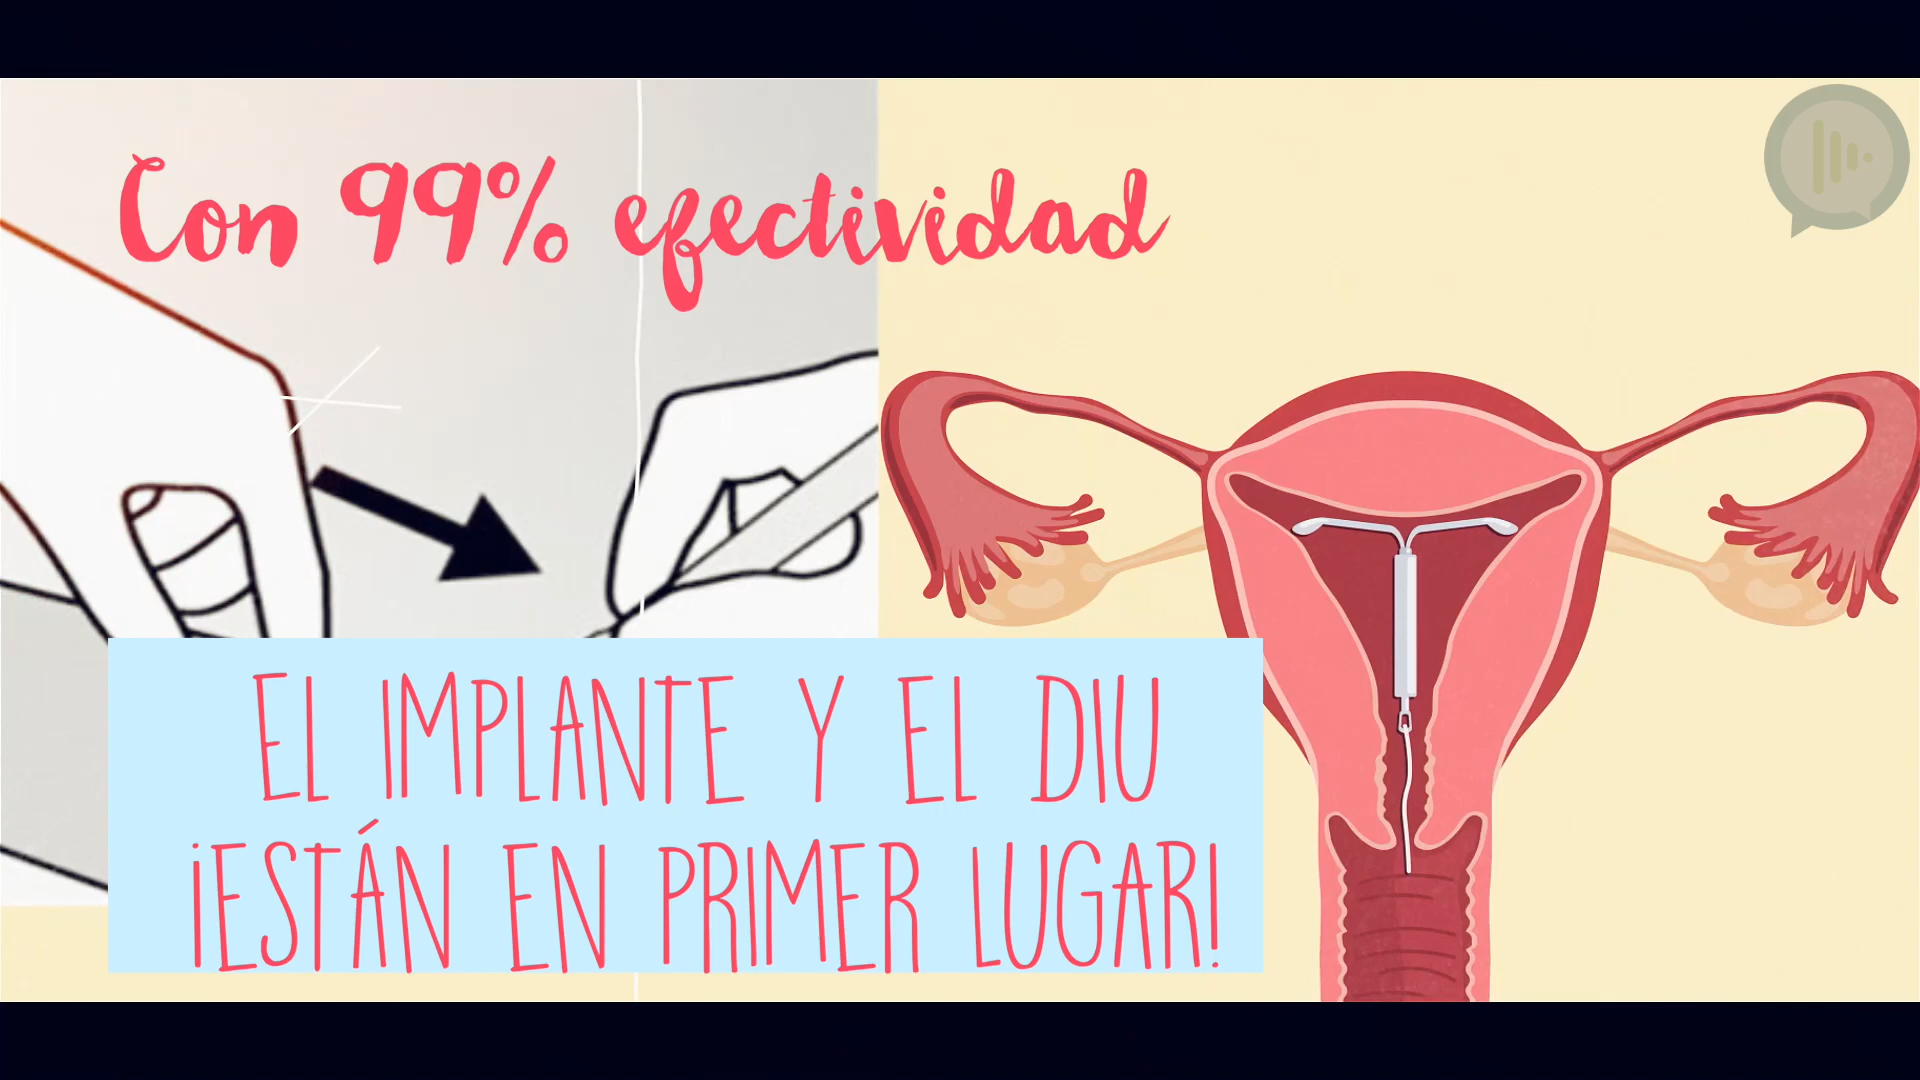 Con 99% efectividad
EL IMPLANTE Y EL DIU
¡ESTÁN EN PRIMER LUGAR!